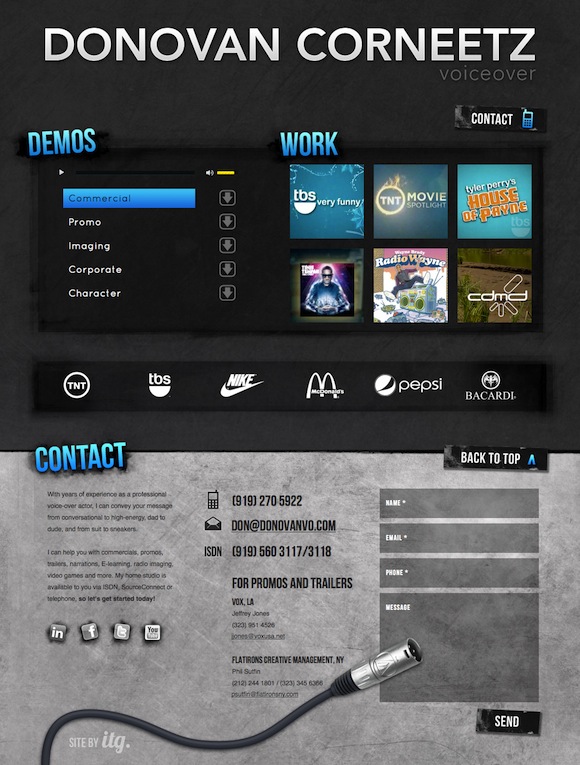 DONOVAN CORNEETZ
voiceover
CONTACT
DEMOS
WORK
Commercial
Promo
Imaging
Corporate
Character
tbs very funny
TNT MOVIE
SPOTLIGHT
tyler perry's
HOUSE
OF PAYNE
tbs
Wayne Brady
Radio Wayne
cdmd
TNT
tbs
NIKE
McDonald's
pepsi
BACARDI
CONTACT
BACK TO TOP
With years of experience as a professional
voice-over actor, I can convey your message
from conversational to high-energy, dad to
dude, and from suit to sneakers.
I can help you with commercials, promos,
trailers, narrations, E-learning, radio imaging,
video games and more. My home studio is
available to you via ISDN, SourceConnect or
telephone, so let's get started today!
in f t You Tube
(919) 270 5922
DON@DONOVANVO.COM
ISDN (919) 560 3117/3118
FOR PROMOS AND TRAILERS
VOX, LA
Jeffrey Jones
(323) 951 4526
jones@voxusa.net
FLATIRONS CREATIVE MANAGEMENT, NY
Phil Sutfin
(212) 244 1801 / (323) 345 6366
psutfin@flatironsny.com
NAME *
EMAIL *
PHONE *
MESSAGE
SEND
SITE BY itg.